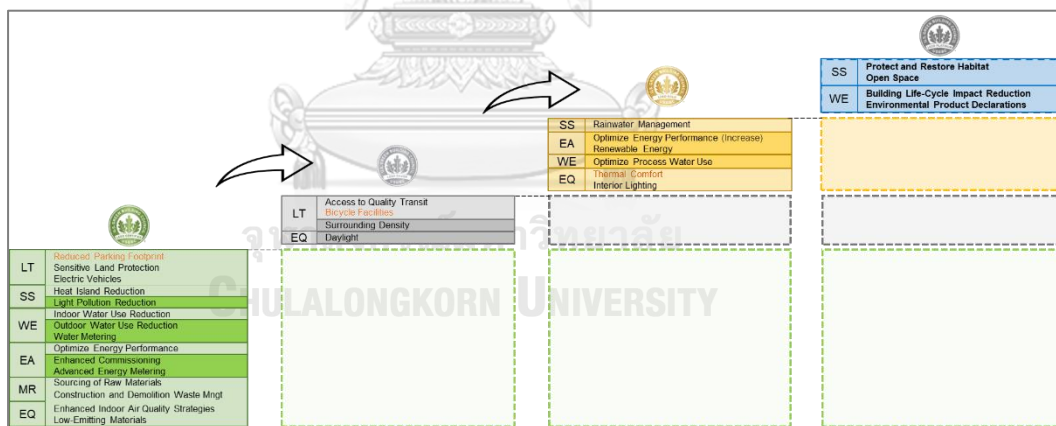 SS
Protect and Restore Habitat
Open Space
WE
Building Life-Cycle Impact Reduction
Environmental Product Declarations
SS
Rainwater Management
EA
Optimize Energy Performance (Increase)
Renewable Energy
WE
Optimize Process Water Use
EQ
Thermal Comfort
Interior Lighting
LT
Access to Quality Transit
Bicycle Facilities
Surrounding Density
EQ
Daylight
LT
Reduced Parking Footprint
Sensitive Land Protection
Electric Vehicles
SS
Heat Island Reduction
Light Pollution Reduction
WE
Indoor Water Use Reduction
Outdoor Water Use Reduction
Water Metering
EA
Optimize Energy Performance
Enhanced Commissioning
Advanced Energy Metering
MR
Sourcing of Raw Materials
Construction and Demolition Waste Mngt
EQ
Enhanced Indoor Air Quality Strategies
Low-Emitting Materials
CHULALONGKORN UNIVERSITY